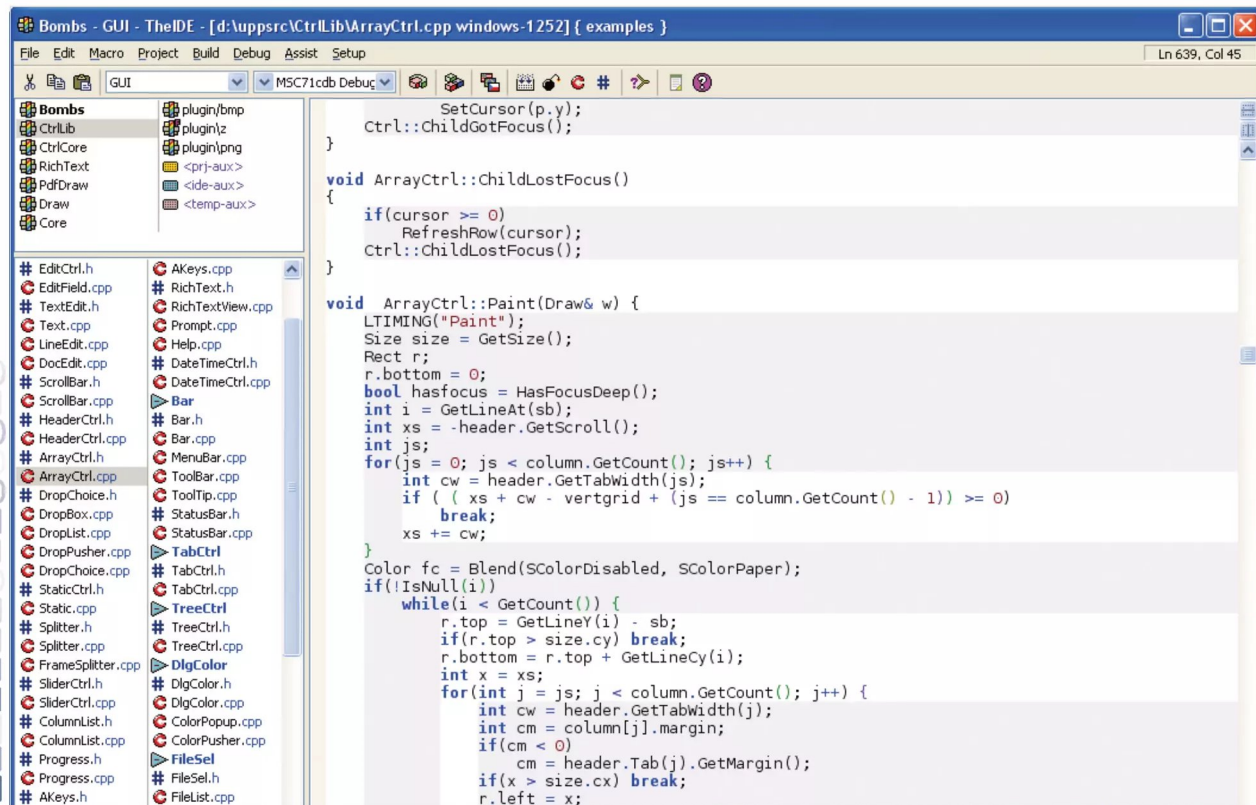 Bombs - GUI - TheIDE - [d:\uppsrc\CtrlLib\ArrayCtrl.cpp windows-1252] { examples }
File Edit Macro Project Build Debug Assist Setup
Ln 639, Col 45
GUI
MSC71cdb Debug
Bombs
CtrlLib
CtrlCore
RichText
PdfDraw
Draw
Core
plugin/bmp
plugin\z
plugin\png
<prj-aux>
<ide-aux>
<temp-aux>
EditCtrl.h
EditField.cpp
TextEdit.h
Text.cpp
LineEdit.cpp
DocEdit.cpp
ScrollBar.h
ScrollBar.cpp
HeaderCtrl.h
HeaderCtrl.cpp
ArrayCtrl.h
ArrayCtrl.cpp
DropChoice.h
DropBox.cpp
DropList.cpp
DropPusher.cpp
DropChoice.cpp
StaticCtrl.h
Static.cpp
Splitter.h
Splitter.cpp
FrameSplitter.cpp
SliderCtrl.h
SliderCtrl.cpp
ColumnList.h
ColumnList.cpp
Progress.h
Progress.cpp
AKeys.h
AKeys.cpp
RichText.h
RichTextView.cpp
Prompt.cpp
Help.cpp
DateTimeCtrl.h
DateTimeCtrl.cpp
Bar
Bar.h
Bar.cpp
MenuBar.cpp
ToolBar.cpp
ToolTip.cpp
StatusBar.h
StatusBar.cpp
TabCtrl
TabCtrl.h
TabCtrl.cpp
TreeCtrl
TreeCtrl.h
TreeCtrl.cpp
DlgColor
DlgColor.h
DlgColor.cpp
ColorPopup.cpp
ColorPusher.cpp
FileSel
FileSel.h
FileList.cpp
SetCursor(p.y);
Ctrl::ChildGotFocus();
}
void ArrayCtrl::ChildLostFocus()
{
if(cursor >= 0)
RefreshRow(cursor);
Ctrl::ChildLostFocus();
}
void  ArrayCtrl::Paint(Draw& w) {
LTIMING("Paint");
Size size = GetSize();
Rect r;
r.bottom = 0;
bool hasfocus = HasFocusDeep();
int i = GetLineAt(sb);
int xs = -header.GetScroll();
int js;
for(js = 0; js < column.GetCount(); js++) {
int cw = header.GetTabWidth(js);
if ( ( xs + cw - vertgrid + (js == column.GetCount() - 1)) >= 0)
break;
xs += cw;
}
Color fc = Blend(SColorDisabled, SColorPaper);
if(!IsNull(i))
while(i < GetCount()) {
r.top = GetLineY(i) - sb;
if(r.top > size.cy) break;
r.bottom = r.top + GetLineCy(i);
int x = xs;
for(int j = js; j < column.GetCount(); j++) {
int cw = header.GetTabWidth(j);
int cm = column[j].margin;
if(cm < 0)
cm = header.Tab(j).GetMargin();
if(x > size.cx) break;
r.left = x;